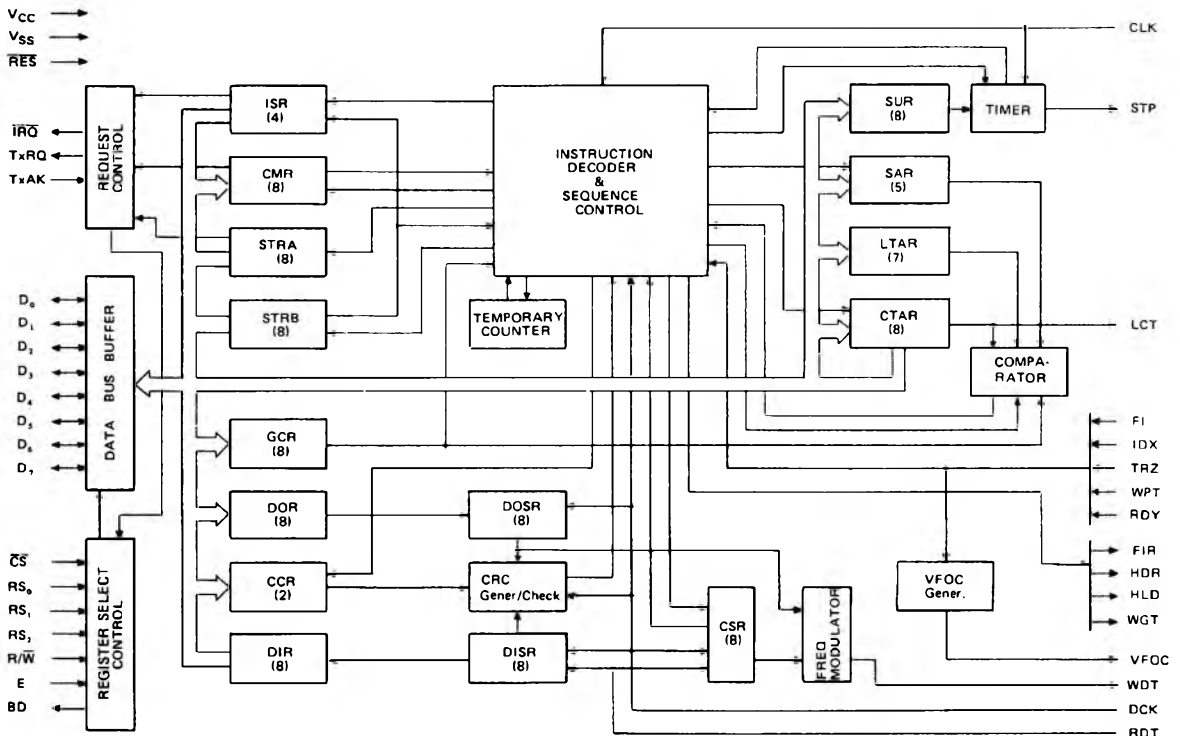 VCC
VSS
RES
IRQ
TxRQ
TxAK
REQUEST
CONTROL
D0
D1
D2
D3
D4
D5
D6
D7
DATA BUS BUFFER
CS
RS0
RS1
RS2
R/W
E
BD
REGISTER SELECT
CONTROL
ISR
(4)
CMR
(8)
STRA
(8)
STRB
(8)
GCR
(8)
DOR
(8)
CCR
(2)
DIR
(8)
INSTRUCTION
DECODER
&
SEQUENCE
CONTROL
TEMPORARY
COUNTER
DOSR
(8)
CRC
Gener/Check
DISR
(8)
CSR
(8)
FREQ
MODULATOR
SUR
(8)
TIMER
SAR
(5)
LTAR
(7)
CTAR
(8)
COMPA-
RATOR
VFOC
Gener.
CLK
STP
LCT
FI
IDX
TRZ
WPT
RDY
FIR
HDR
HLD
WGT
VFOC
WDT
DCK
RDT